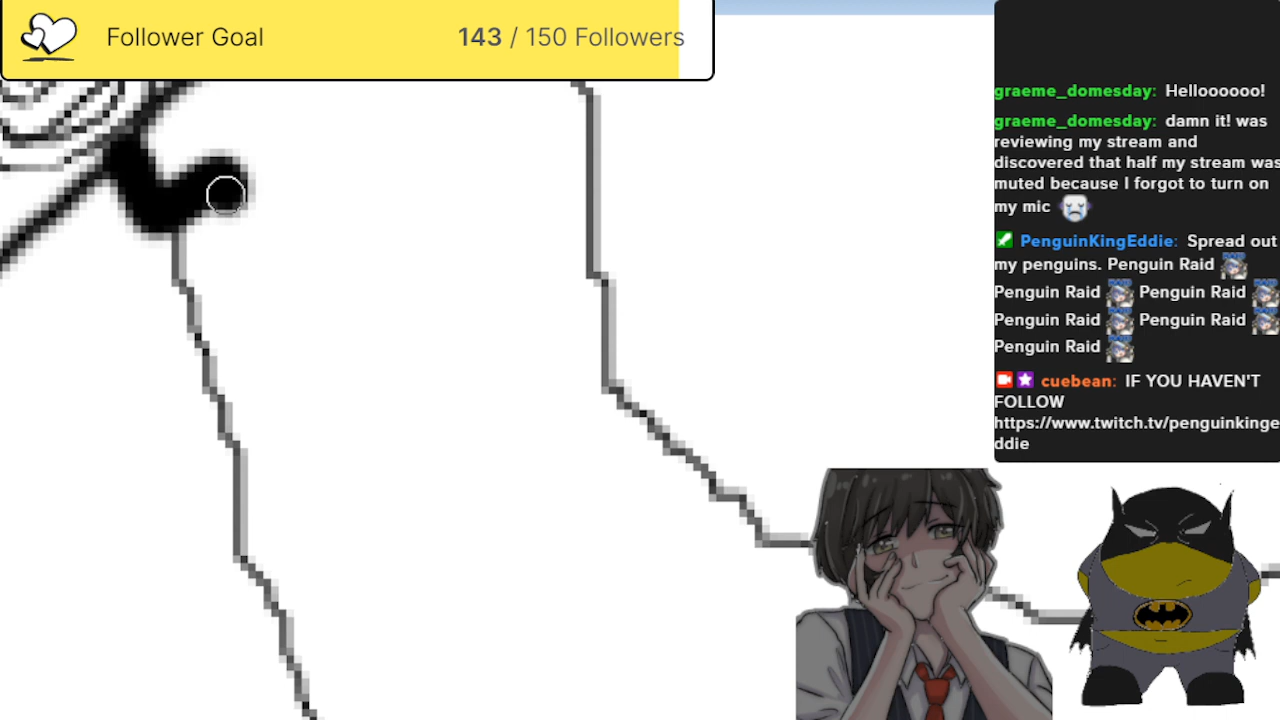 Follower Goal 143 / 150 Followers
graeme_domesday: Helloooooo!
graeme_domesday: damn it! was
reviewing my stream and
discovered that half my stream was
muted because I forgot to turn on
my mic
PenguinKingEddie: Spread out
my penguins. Penguin Raid
Penguin Raid Penguin Raid
Penguin Raid Penguin Raid
Penguin Raid
cuebean: IF YOU HAVEN'T
FOLLOW
https://www.twitch.tv/penguinkinge
ddie